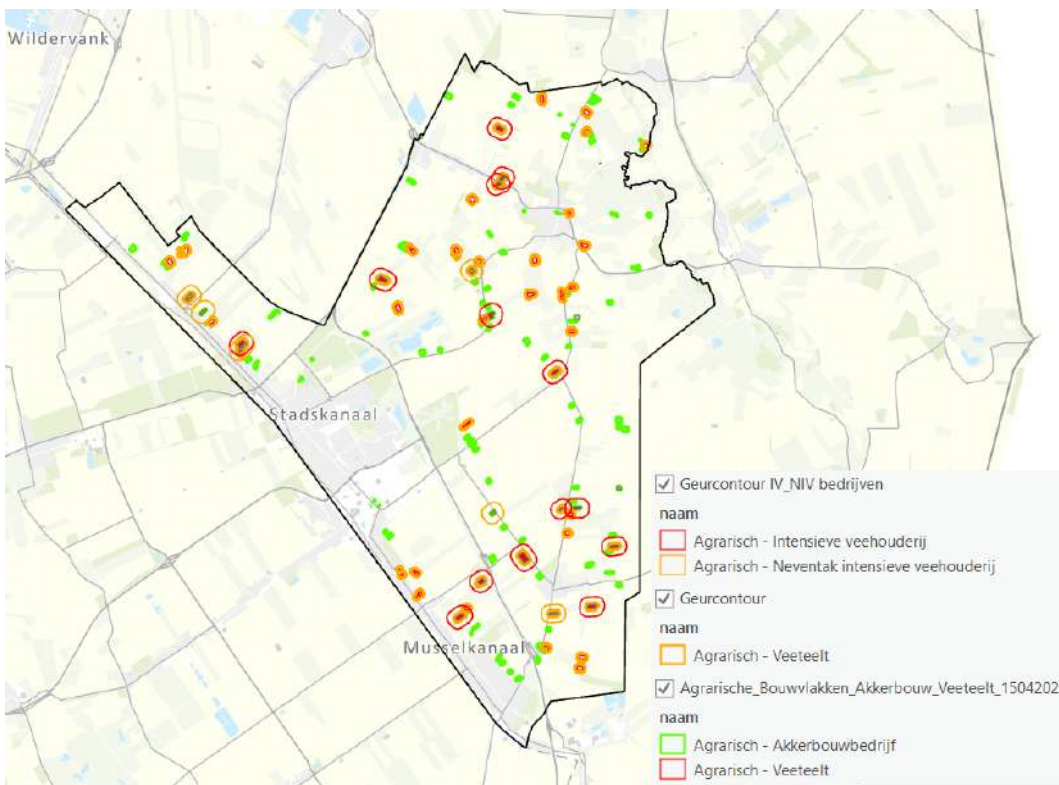 Wildervank
Stadskanaal
Musselkanaal
Geurcontour IV_NIV bedrijven
naam
Agrarisch - Intensieve veehouderij
Agrarisch - Neventak intensieve veehouderij
Geurcontour
naam
Agrarisch - Veeteelt
Agrarische_Bouwvlakken_Akkerbouw_Veeteelt_1504202
naam
Agrarisch - Akkerbouwbedrijf
Agrarisch - Veeteelt